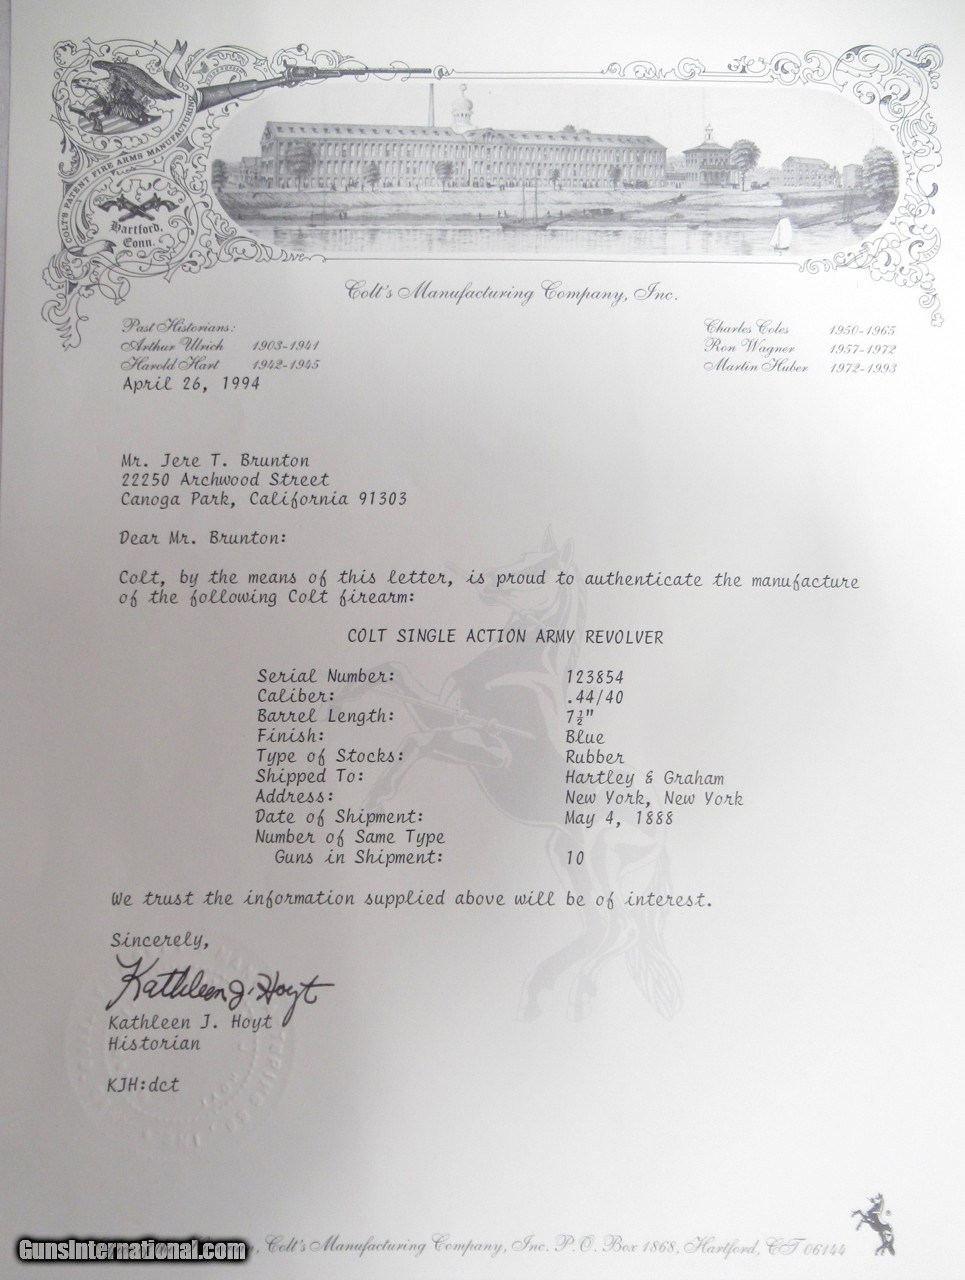 COLT'S PATENT FIRE ARMS MANUFACTURING CO
Hartford,
Conn.
Colt's Manufacturing Company, Inc.
Past Historians:
Arthur Ulrich 1903-1941
Harold Hart 1942-1945
Charles Coles 1950-1965
Ron Wagner 1957-1972
Martin Huber 1972-1993
April 26, 1994
Mr. Jere T. Brunton
22250 Archwood Street
Canoga Park, California 91303
Dear Mr. Brunton:
Colt, by the means of this letter, is proud to authenticate the manufacture
of the following Colt firearm:
COLT SINGLE ACTION ARMY REVOLVER
Serial Number: 123854
Caliber: .44/40
Barrel Length: 7½"
Finish: Blue
Type of Stocks: Rubber
Shipped To: Hartley & Graham
Address: New York, New York
Date of Shipment: May 4, 1888
Number of Same Type
Guns in Shipment: 10
We trust the information supplied above will be of interest.
Sincerely,
Kathleen J. Hoyt
Kathleen J. Hoyt
Historian
KJH:dct
GunsInternational.com , Colt's Manufacturing Company, Inc. P.O. Box 1868, Hartford, CT 06144